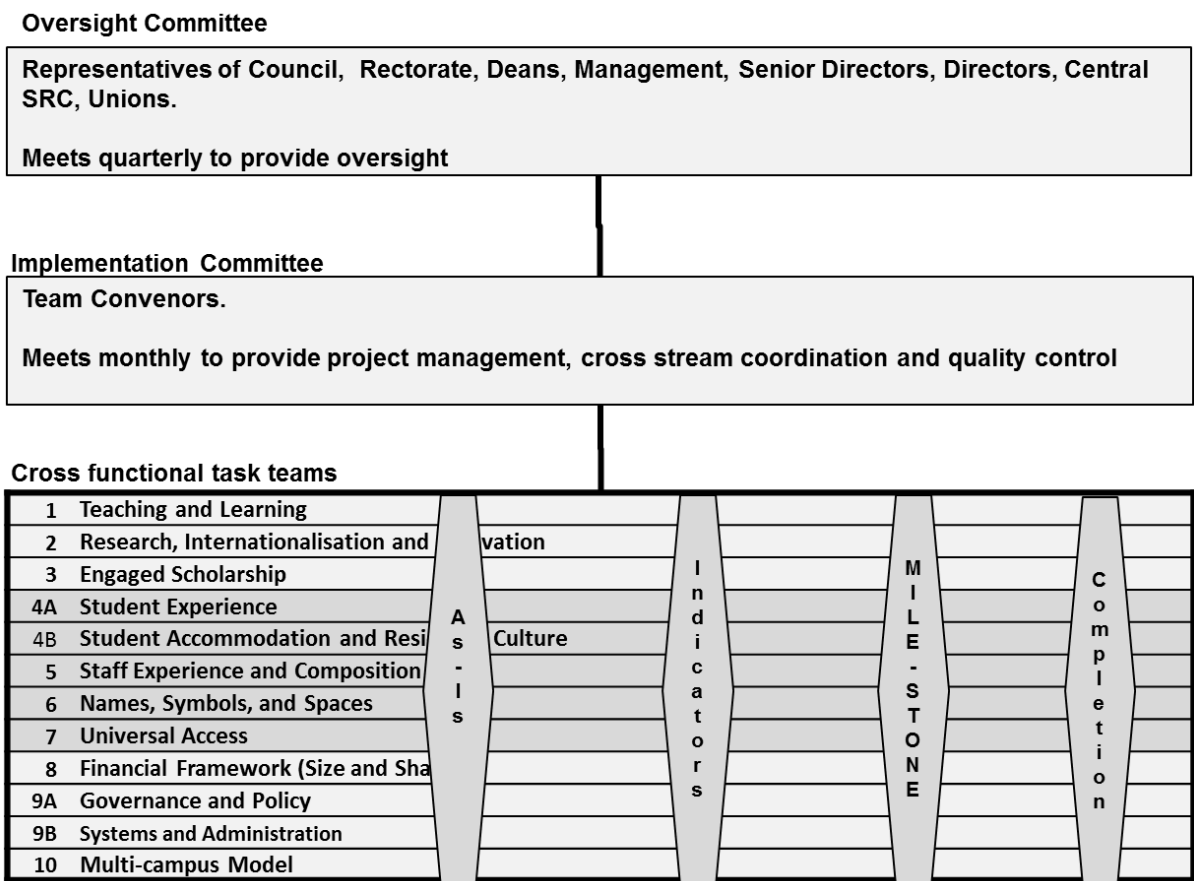 Oversight Committee
Representatives of Council, Rectorate, Deans, Management, Senior Directors, Directors, Central
SRC, Unions.
Meets quarterly to provide oversight
Implementation Committee
Team Convenors.
Meets monthly to provide project management, cross stream coordination and quality control
Cross functional task teams
1 Teaching and Learning
2 Research, Internationalisation and vation
3 Engaged Scholarship
4A Student Experience
4B Student Accommodation and Resi Culture
5 Staff Experience and Composition
6 Names, Symbols, and Spaces
7 Universal Access
8 Financial Framework (Size and Sha
9A Governance and Policy
9B Systems and Administration
10 Multi-campus Model
As-Is
Indicators
MILE-STONE
Completion